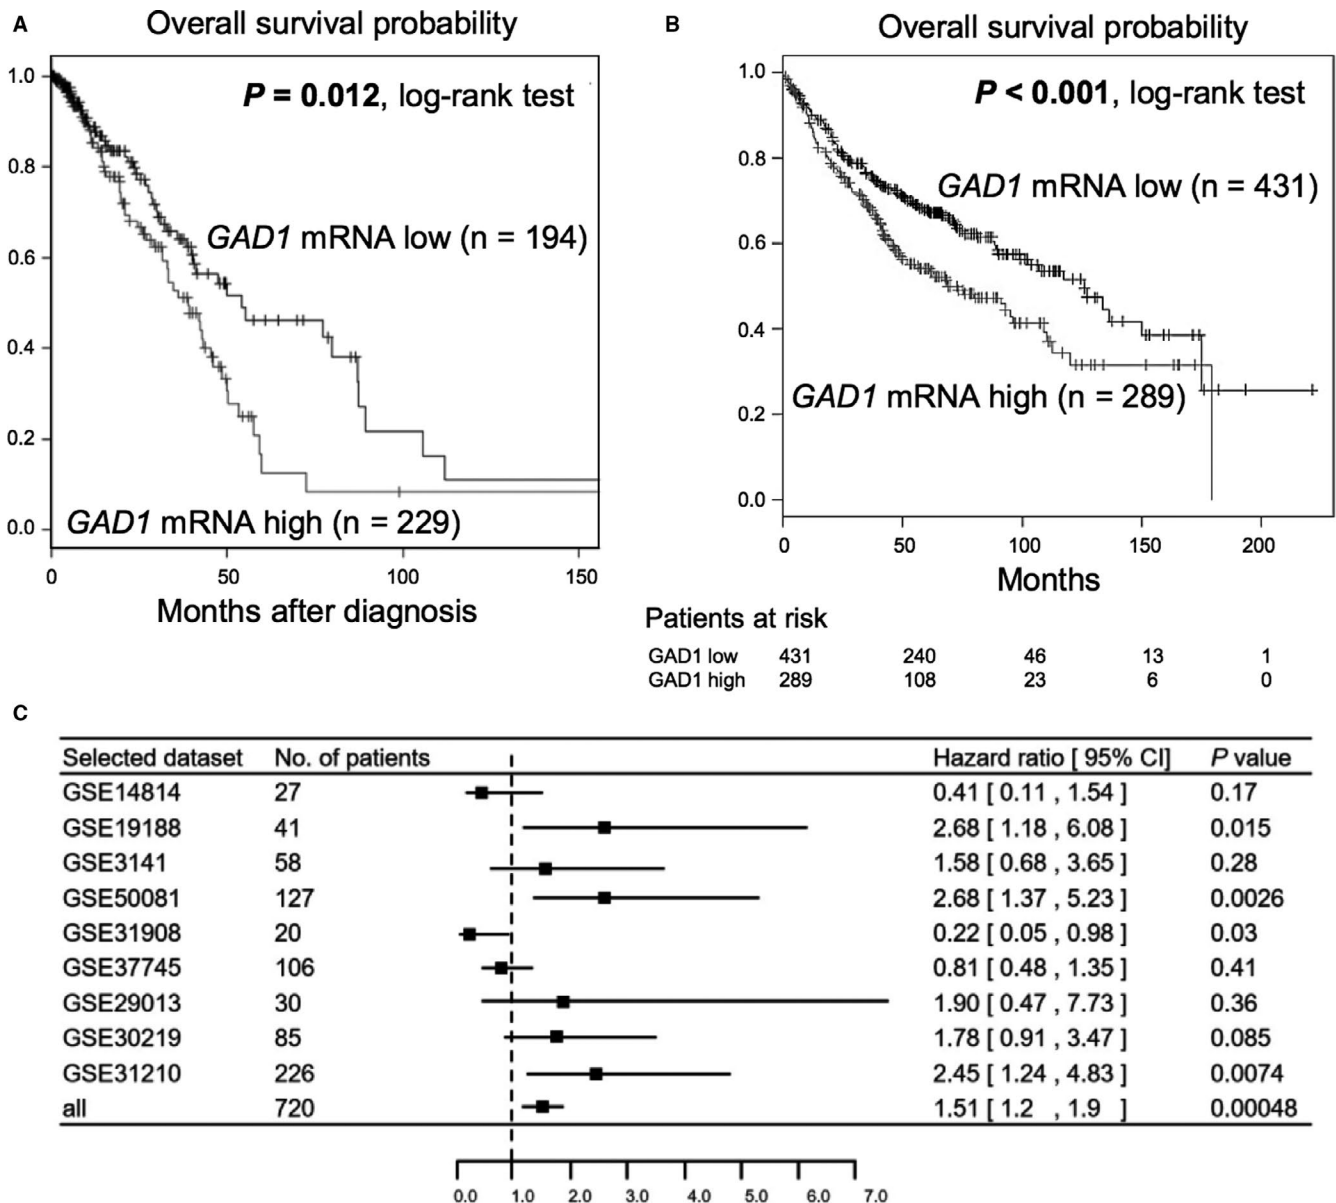 A
Overall survival probability
P = 0.012, log-rank test
GAD1 mRNA low (n = 194)
GAD1 mRNA high (n = 229)
1.0
0.8
0.6
0.4
0.2
0.0
0 50 100 150
Months after diagnosis
B
Overall survival probability
P < 0.001, log-rank test
GAD1 mRNA low (n = 431)
GAD1 mRNA high (n = 289)
1.0
0.8
0.6
0.4
0.2
0.0
0 50 100 150 200
Months
Patients at risk
GAD1 low 431 240 46 13 1
GAD1 high 289 108 23 6 0
C
Selected dataset No. of patients Hazard ratio [ 95% CI] P value
GSE14814 27 0.41 [ 0.11 , 1.54 ] 0.17
GSE19188 41 2.68 [ 1.18 , 6.08 ] 0.015
GSE3141 58 1.58 [ 0.68 , 3.65 ] 0.28
GSE50081 127 2.68 [ 1.37 , 5.23 ] 0.0026
GSE31908 20 0.22 [ 0.05 , 0.98 ] 0.03
GSE37745 106 0.81 [ 0.48 , 1.35 ] 0.41
GSE29013 30 1.90 [ 0.47 , 7.73 ] 0.36
GSE30219 85 1.78 [ 0.91 , 3.47 ] 0.085
GSE31210 226 2.45 [ 1.24 , 4.83 ] 0.0074
all 720 1.51 [ 1.2 , 1.9 ] 0.00048
0.0 1.0 2.0 3.0 4.0 5.0 6.0 7.0